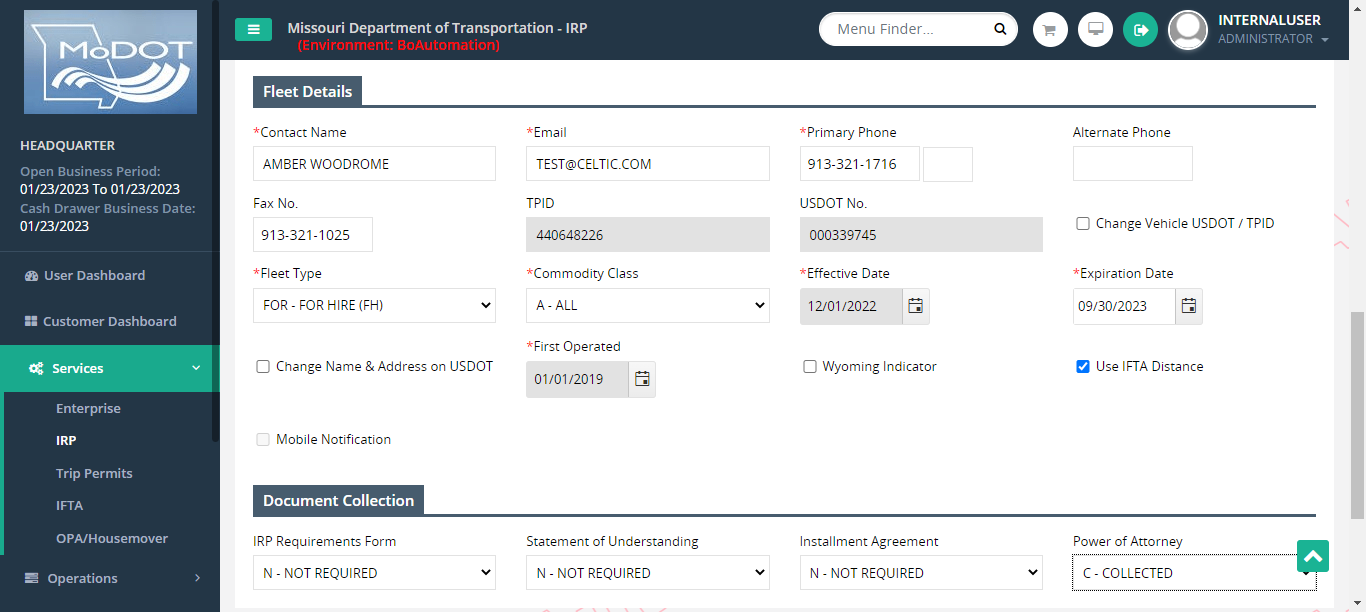 MoDOT
HEADQUARTER
Open Business Period:
01/23/2023 To 01/23/2023
Cash Drawer Business Date:
01/23/2023
User Dashboard
Customer Dashboard
Services
Enterprise
IRP
Trip Permits
IFTA
OPA/Housemover
Operations
Missouri Department of Transportation - IRP
(Environment: BoAutomation)
Menu Finder...
INTERNALUSER
ADMINISTRATOR
Fleet Details
*Contact Name
*Email
*Primary Phone
Alternate Phone
AMBER WOODROME
TEST@CELTIC.COM
913-321-1716
Fax No.
TPID
USDOT No.
913-321-1025
440648226
000339745
Change Vehicle USDOT / TPID
*Fleet Type
*Commodity Class
*Effective Date
*Expiration Date
FOR - FOR HIRE (FH)
A - ALL
12/01/2022
09/30/2023
Change Name & Address on USDOT
*First Operated
01/01/2019
Wyoming Indicator
Use IFTA Distance
Mobile Notification
Document Collection
IRP Requirements Form
Statement of Understanding
Installment Agreement
Power of Attorney
N - NOT REQUIRED
N - NOT REQUIRED
N - NOT REQUIRED
C - COLLECTED